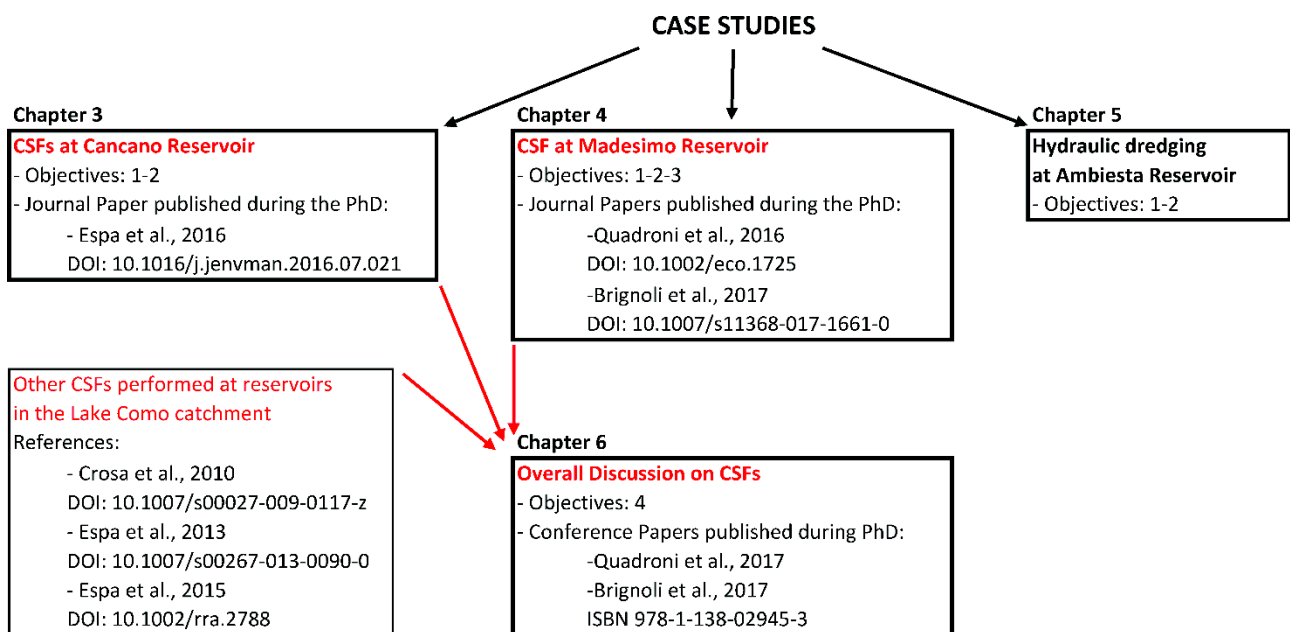 CASE STUDIES
Chapter 3
CSFs at Cancano Reservoir
- Objectives: 1-2
- Journal Paper published during the PhD:
- Espa et al., 2016
DOI: 10.1016/j.jenvman.2016.07.021
Chapter 4
CSF at Madesimo Reservoir
- Objectives: 1-2-3
- Journal Papers published during the PhD:
-Quadroni et al., 2016
DOI: 10.1002/eco.1725
-Brignoli et al., 2017
DOI: 10.1007/s11368-017-1661-0
Chapter 5
Hydraulic dredging
at Ambiesta Reservoir
- Objectives: 1-2
Other CSFs performed at reservoirs
in the Lake Como catchment
References:
- Crosa et al., 2010
DOI: 10.1007/s00027-009-0117-z
- Espa et al., 2013
DOI: 10.1007/s00267-013-0090-0
- Espa et al., 2015
DOI: 10.1002/rra.2788
Chapter 6
Overall Discussion on CSFs
- Objectives: 4
- Conference Papers published during PhD:
-Quadroni et al., 2017
-Brignoli et al., 2017
ISBN 978-1-138-02945-3